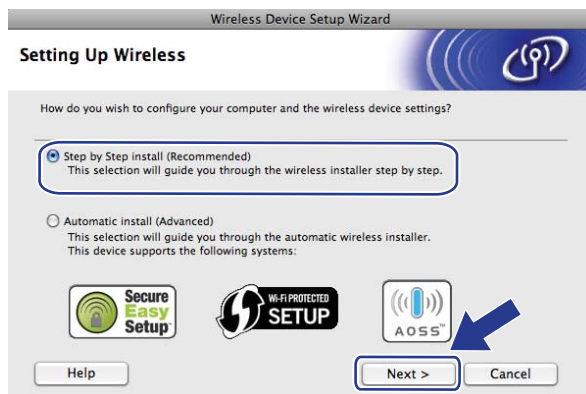 Wireless Device Setup Wizard
Setting Up Wireless
How do you wish to configure your computer and the wireless device settings?
Step by Step install (Recommended)
This selection will guide you through the wireless installer step by step.
Automatic install (Advanced)
This selection will guide you through the automatic wireless installer.
This device supports the following systems:
Secure
Easy
Setup™
Wi-Fi PROTECTED
SETUP
AOSS™
Help
Next >
Cancel